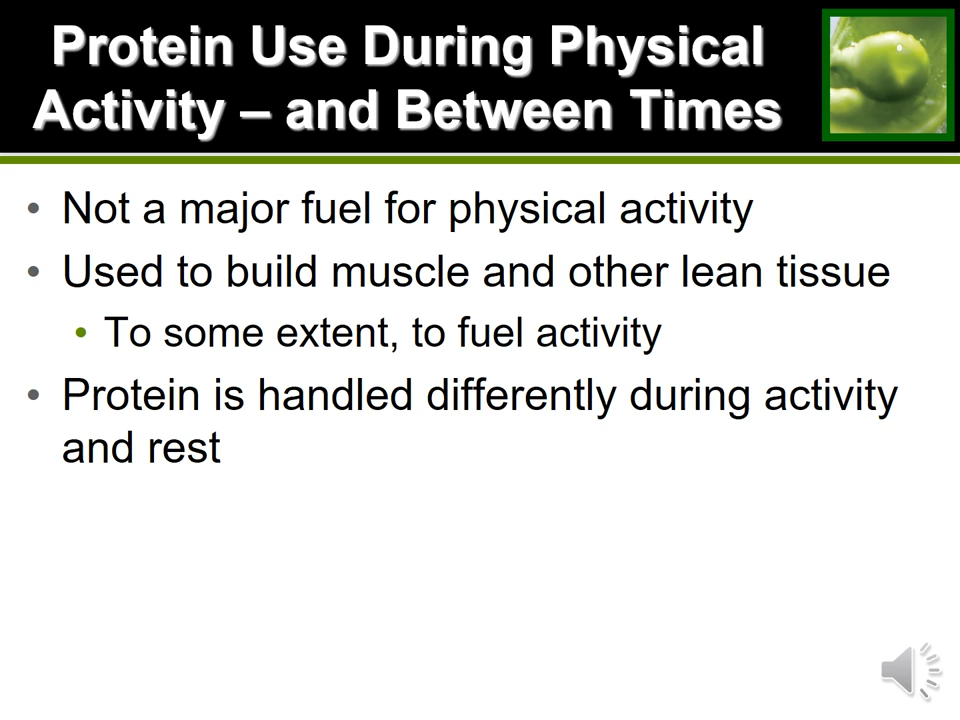 Protein Use During Physical
Activity – and Between Times
• Not a major fuel for physical activity
• Used to build muscle and other lean tissue
• To some extent, to fuel activity
• Protein is handled differently during activity
and rest